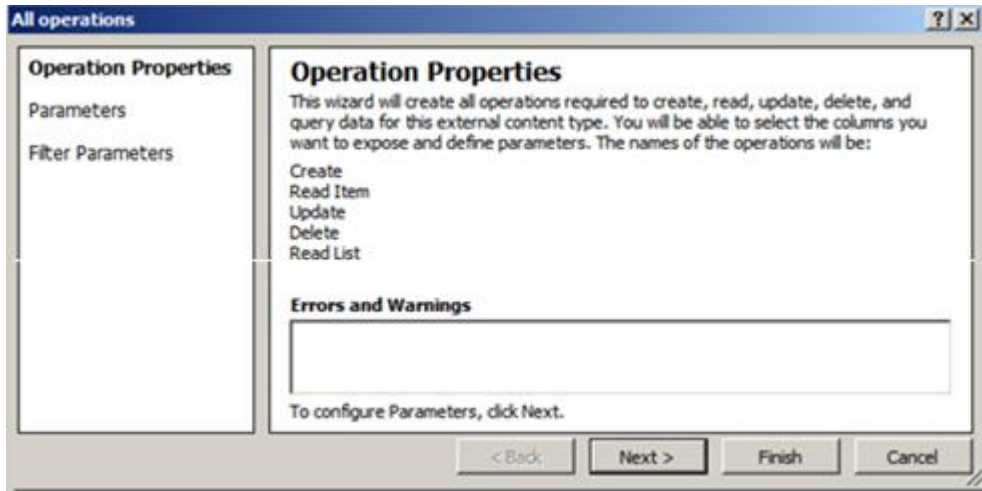 All operations
Operation Properties
Parameters
Filter Parameters
Operation Properties
This wizard will create all operations required to create, read, update, delete, and
query data for this external content type. You will be able to select the columns you
want to expose and define parameters. The names of the operations will be:
Create
Read Item
Update
Delete
Read List
Errors and Warnings
To configure Parameters, click Next.
< Back
Next >
Finish
Cancel